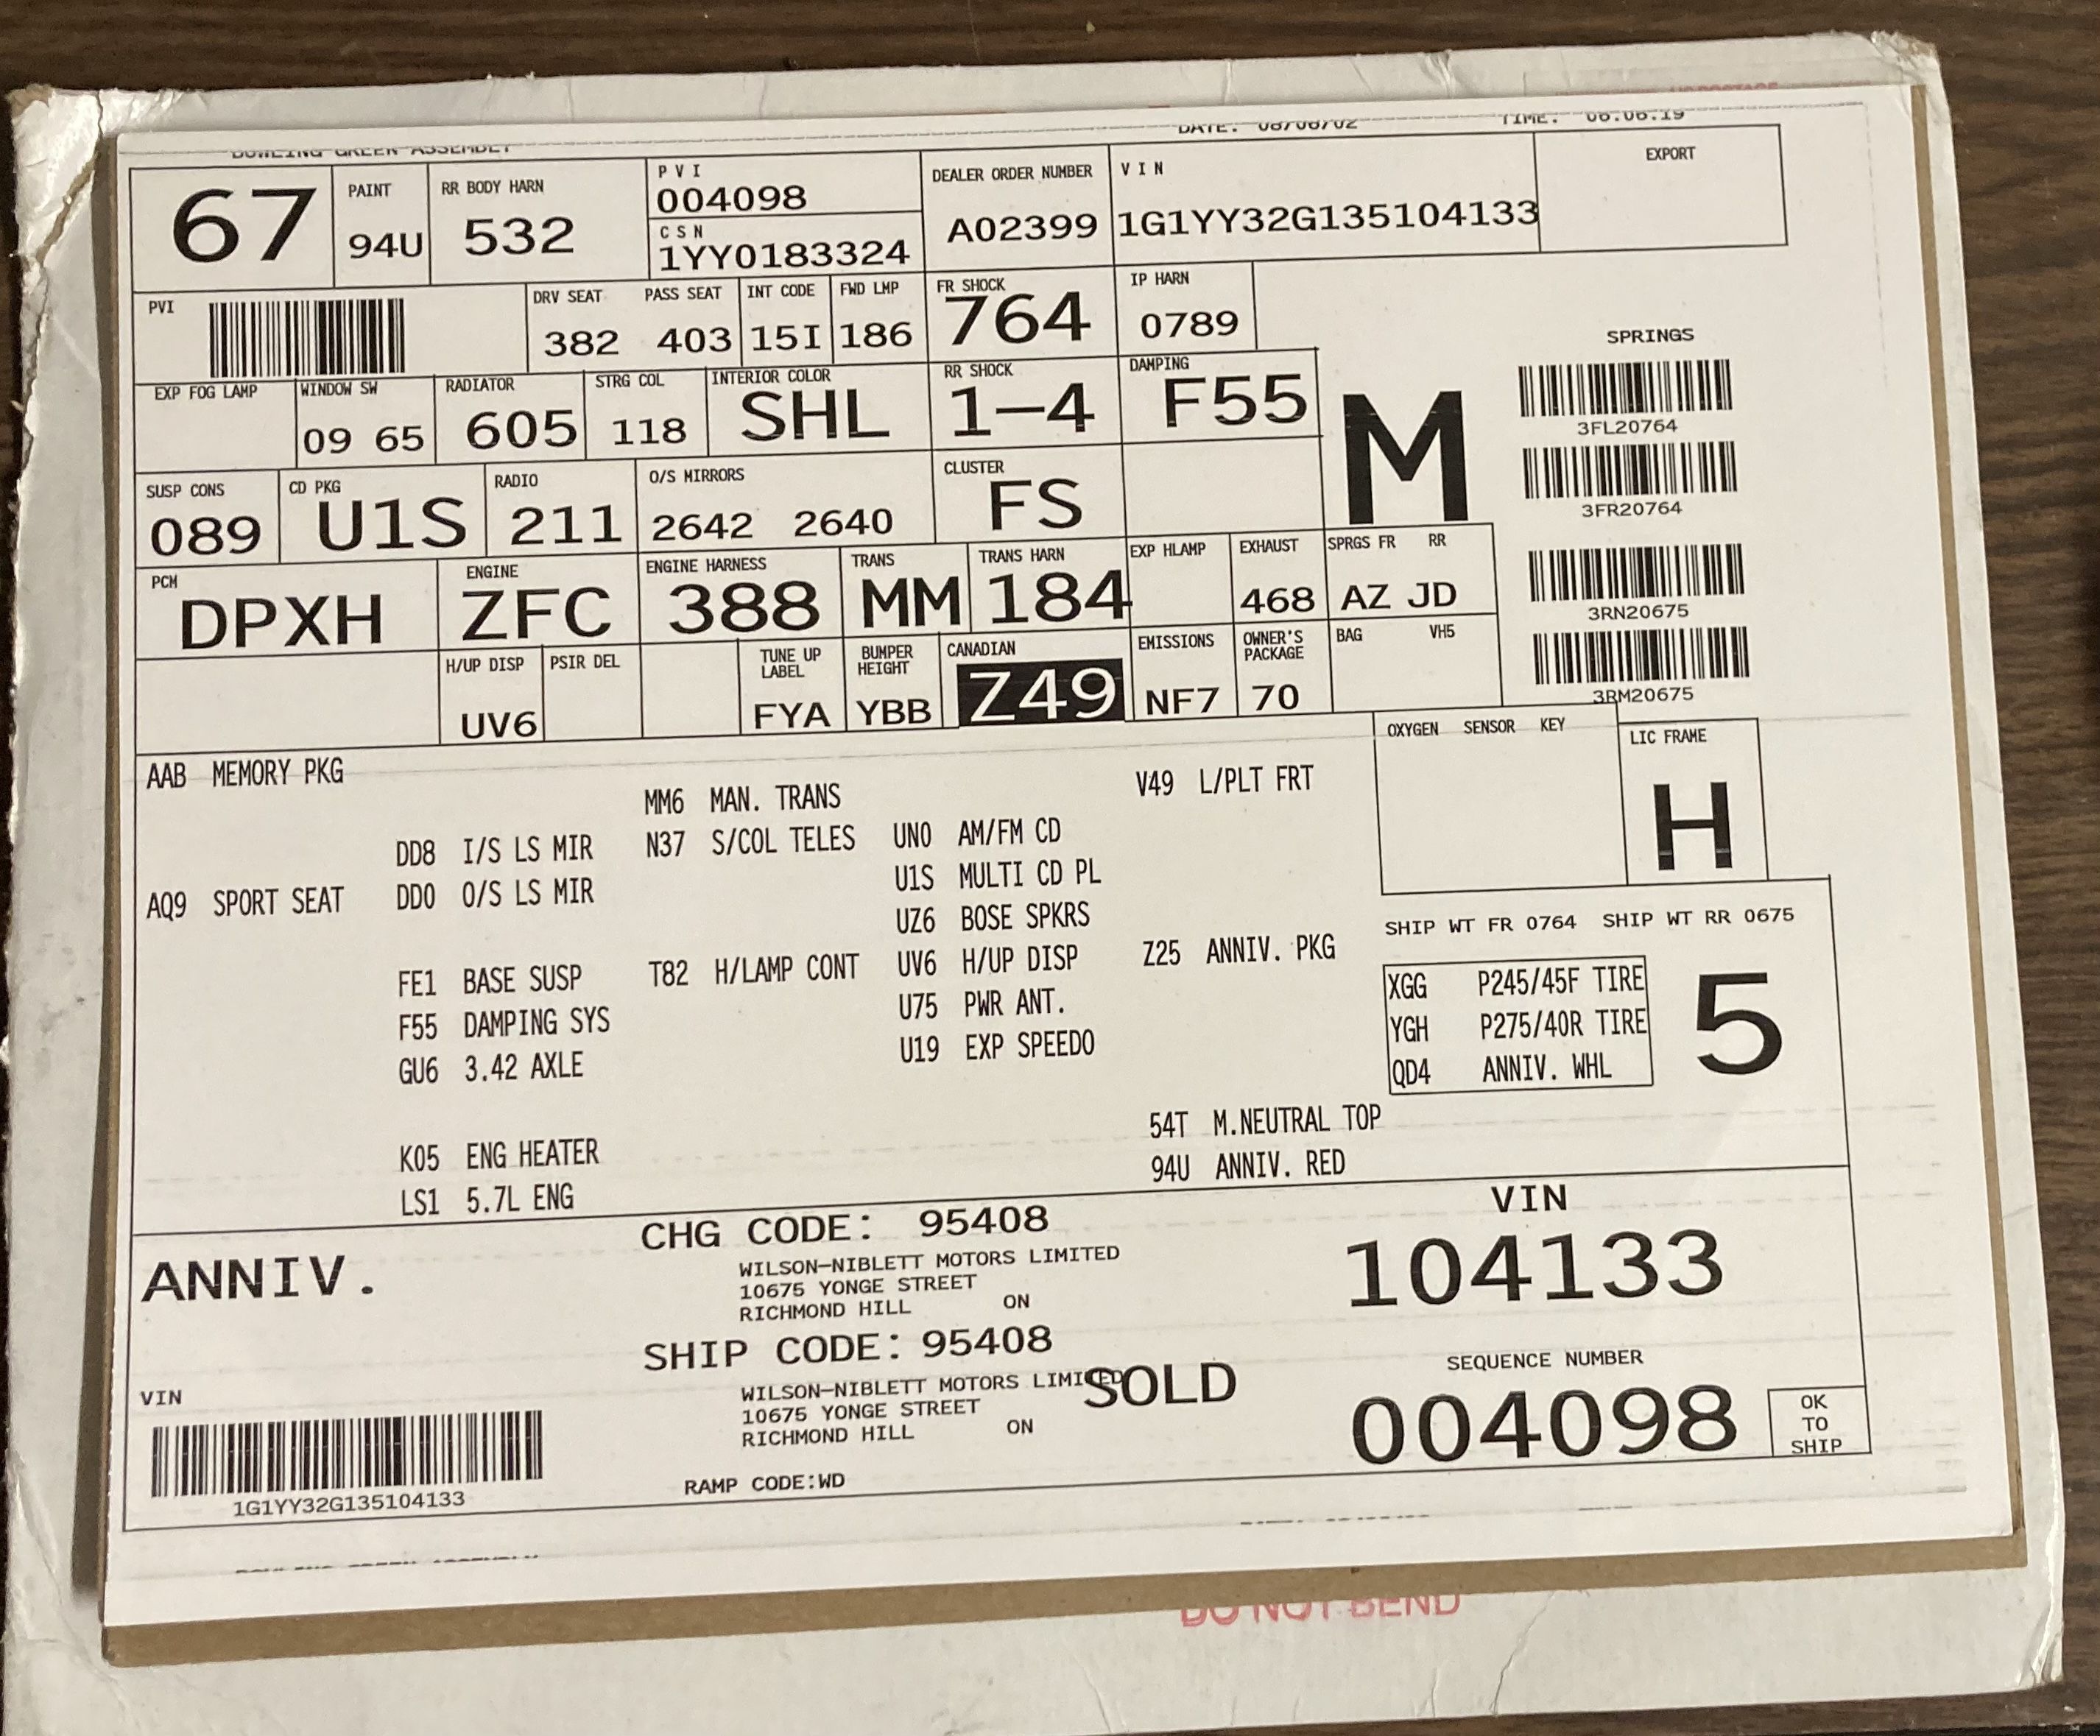 BOWLING GREEN ASSEMBLY DATE: 08/06/02 TIME: 06.06.19
67 PAINT 94U RR BODY HARN 532 PVI 004098 DEALER ORDER NUMBER A02399 VIN 1G1YY32G135104133 EXPORT
CSN 1YY0183324
PVI DRV SEAT 382 PASS SEAT 403 INT CODE 15I FWD LMP 186 FR SHOCK 764 IP HARN 0789
EXP FOG LAMP WINDOW SW 09 65 RADIATOR 605 STRG COL 118 INTERIOR COLOR SHL RR SHOCK 1-4 DAMPING F55 M
SPRINGS
3FL20764
3FR20764
3RN20675
3RM20675
SUSP CONS 089 CD PKG U1S RADIO 211 O/S MIRRORS 2642 2640 CLUSTER FS
PCM DPXH ENGINE ZFC ENGINE HARNESS 388 TRANS MM TRANS HARN 184 EXP HLAMP EXHAUST 468 SPRGS FR RR AZ JD
H/UP DISP UV6 PSIR DEL TUNE UP LABEL FYA BUMPER HEIGHT YBB CANADIAN Z49 EMISSIONS NF7 OWNER'S PACKAGE 70 BAG VH5
OXYGEN SENSOR KEY
LIC FRAME
H
AAB MEMORY PKG
AQ9 SPORT SEAT
DD8 I/S LS MIR
DD0 O/S LS MIR
FE1 BASE SUSP
F55 DAMPING SYS
GU6 3.42 AXLE
K05 ENG HEATER
LS1 5.7L ENG
MM6 MAN. TRANS
N37 S/COL TELES
T82 H/LAMP CONT
UN0 AM/FM CD
U1S MULTI CD PL
UZ6 BOSE SPKRS
UV6 H/UP DISP
U75 PWR ANT.
U19 EXP SPEEDO
V49 L/PLT FRT
Z25 ANNIV. PKG
54T M.NEUTRAL TOP
94U ANNIV. RED
SHIP WT FR 0764 SHIP WT RR 0675
XGG P245/45F TIRE
YGH P275/40R TIRE
QD4 ANNIV. WHL
5
ANNIV.
CHG CODE: 95408
WILSON-NIBLETT MOTORS LIMITED
10675 YONGE STREET
RICHMOND HILL ON
SHIP CODE: 95408
WILSON-NIBLETT MOTORS LIMITED
10675 YONGE STREET
RICHMOND HILL ON
SOLD
RAMP CODE:WD
VIN
104133
SEQUENCE NUMBER
004098
OK
TO
SHIP
VIN
1G1YY32G135104133
DO NOT BEND